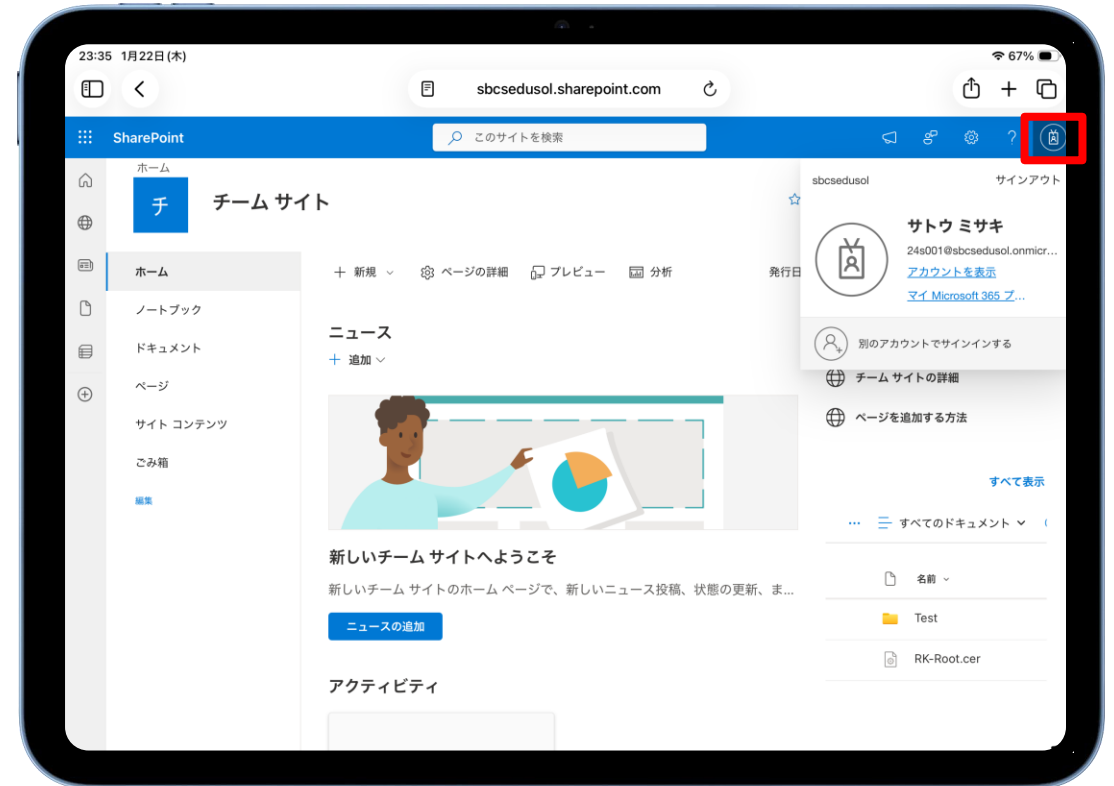 23:35 1月22日(木)
67%
sbcsedusol.sharepoint.com
SharePoint
このサイトを検索
?
ホーム
チ
チーム サイト
sbcsedusol
サインアウト
サトウ ミサキ
24s001@sbcsedusol.onmicr...
アカウントを表示
マイ Microsoft 365 プ...
別のアカウントでサインインする
ホーム
ノートブック
ドキュメント
ページ
サイト コンテンツ
ごみ箱
編集
+ 新規 ページの詳細 プレビュー 分析 発行日
ニュース
+ 追加
チーム サイトの詳細
ページを追加する方法
新しいチーム サイトへようこそ
新しいチーム サイトのホーム ページで、新しいニュース投稿、状態の更新、ま...
ニュースの追加
アクティビティ
すべて表示
… すべてのドキュメント
名前
Test
RK-Root.cer